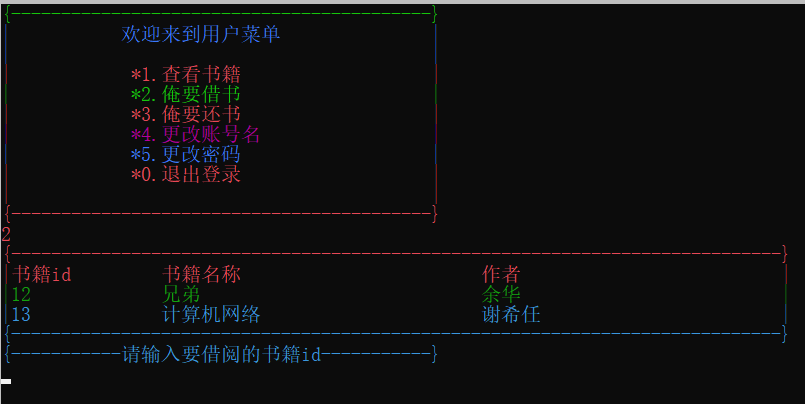 {------------------------------------------}
欢迎来到用户菜单
*1.查看书籍
*2.俺要借书
*3.俺要还书
*4.更改账号名
*5.更改密码
*0.退出登录
{------------------------------------------}
2
{-----------------------------------------------------------------------------}
书籍id 书籍名称 作者
12 兄弟 余华
13 计算机网络 谢希任
{-----------------------------------------------------------------------------}
{-----------请输入要借阅的书籍id-----------}